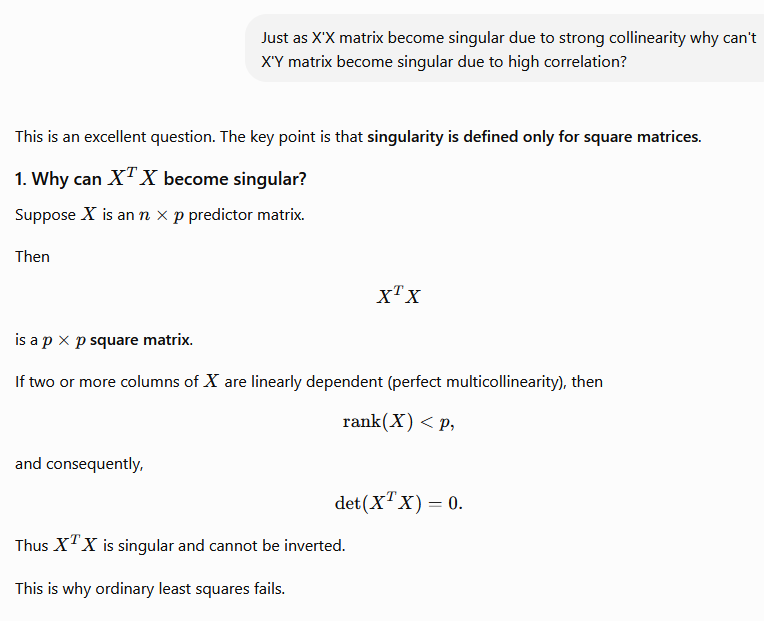 Just as X'X matrix become singular due to strong collinearity why can't
X'Y matrix become singular due to high correlation?
This is an excellent question. The key point is that singularity is defined only for square matrices.
1. Why can X^T X become singular?
Suppose X is an n × p predictor matrix.
Then
X^T X
is a p × p square matrix.
If two or more columns of X are linearly dependent (perfect multicollinearity), then
rank(X) < p,
and consequently,
det(X^T X) = 0.
Thus X^T X is singular and cannot be inverted.
This is why ordinary least squares fails.